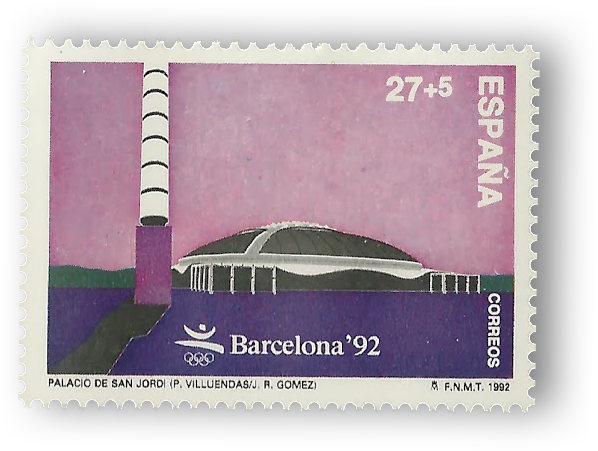 27+5
ESPAÑA
CORREOS
Barcelona '92
PALACIO DE SAN JORDI (P. VILLUENDAS/J. R. GOMEZ)
F.N.M.T. 1992